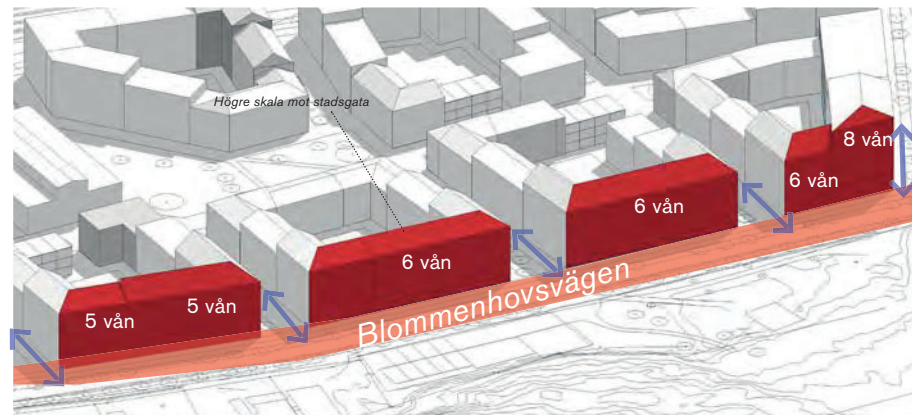 Högre skala mot stadsgata
8 vån
6 vån
6 vån
6 vån
5 vån
5 vån
Blommenhovsvägen